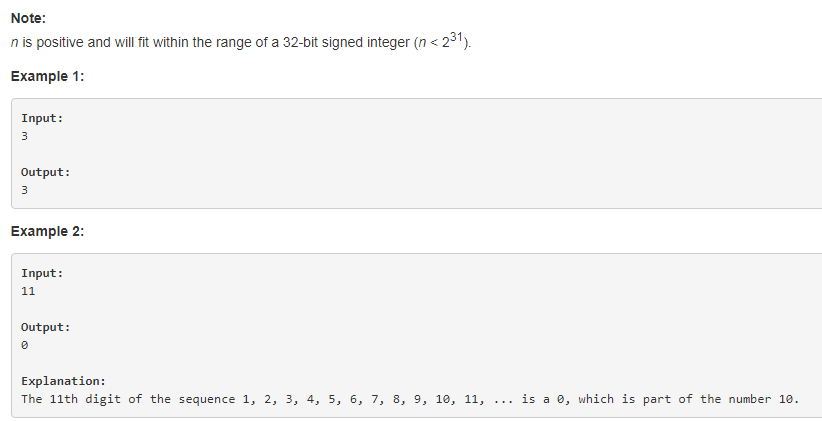 Note:
n is positive and will fit within the range of a 32-bit signed integer (n < 2^31).
Example 1:
Input:
3
Output:
3
Example 2:
Input:
11
Output:
0
Explanation:
The 11th digit of the sequence 1, 2, 3, 4, 5, 6, 7, 8, 9, 10, 11, ... is a 0, which is part of the number 10.